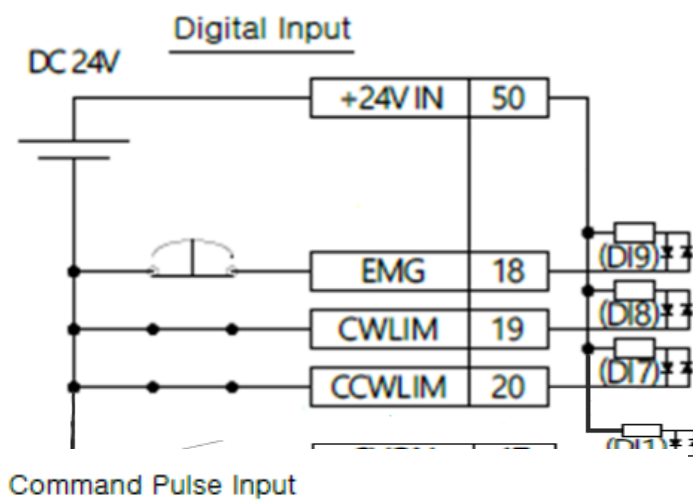 Digital Input
DC 24V
+24V IN 50
(DI9)
EMG 18
(DI8)
CWLIM 19
(DI7)
CCWLIM 20
Command Pulse Input